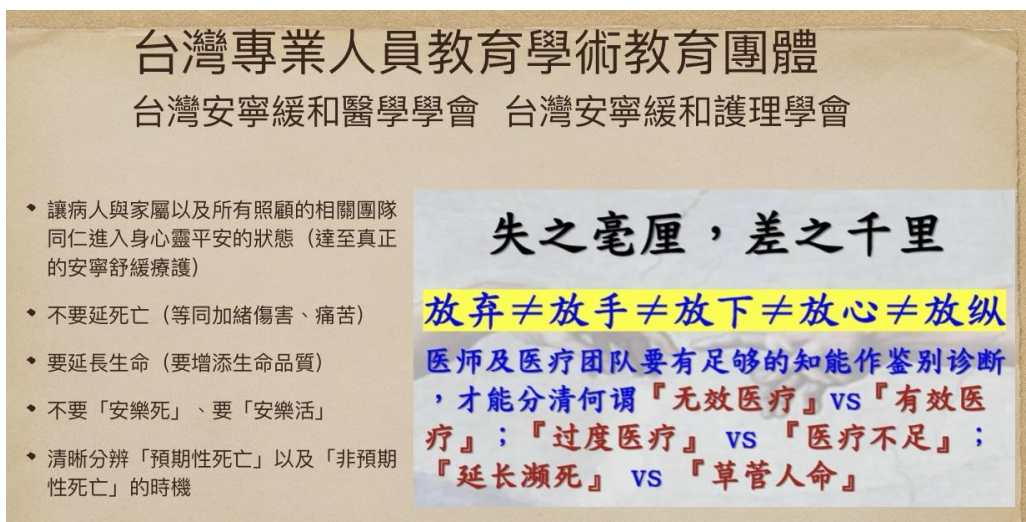 台灣專業人員教育學術教育團體
台灣安寧緩和醫學學會 台灣安寧緩和護理學會
• 讓病人與家屬以及所有照顧的相關團隊
同仁進入身心靈平安的狀態（達至真正
的安寧舒緩療護）
• 不要延死亡（等同加緒傷害、痛苦）
• 要延長生命（要增添生命品質）
• 不要「安樂死」、要「安樂活」
• 清晰分辨「預期性死亡」以及「非預期
性死亡」的時機
失之毫厘，差之千里
放弃≠放手≠放下≠放心≠放纵
医师及医疗团队要有足够的知能作鉴别诊断
，才能分清何谓『无效医疗』vs『有效医
疗』；『过度医疗』 vs 『医疗不足』；
『延长濒死』 vs 『草菅人命』